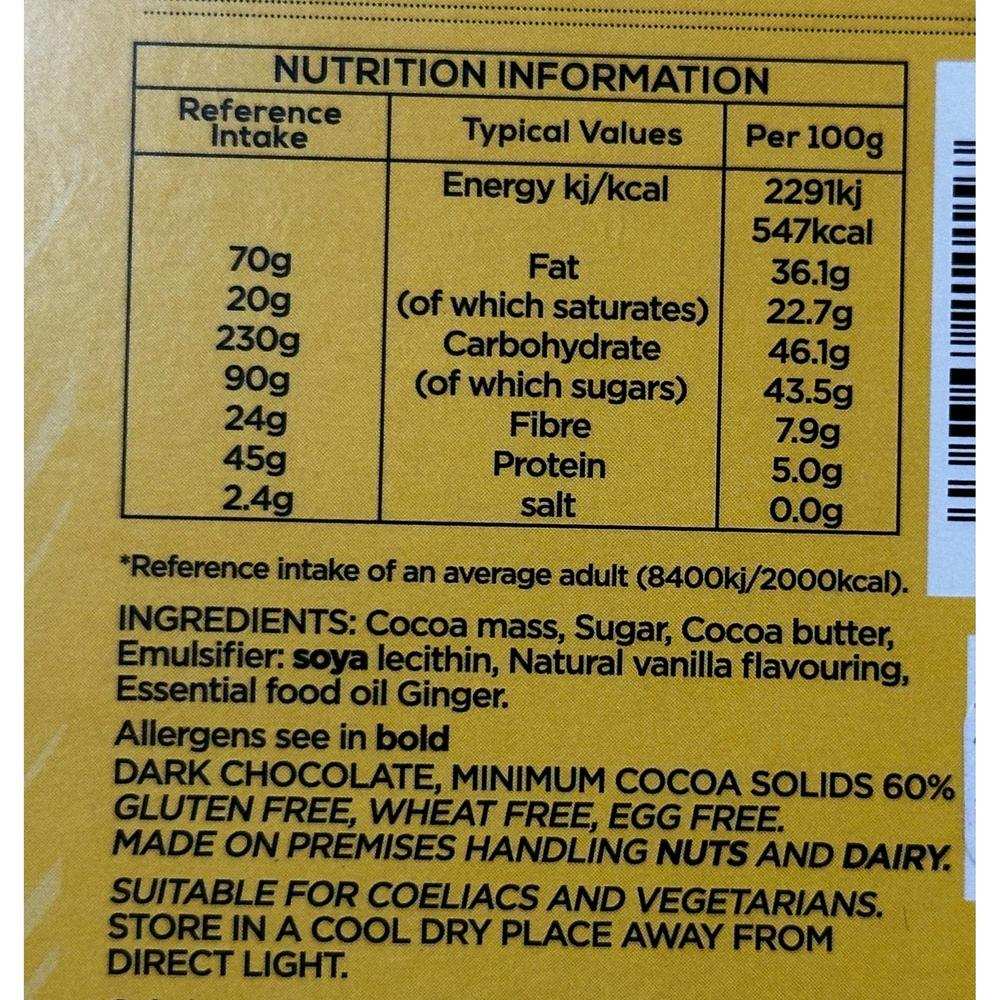 NUTRITION INFORMATION
Reference Intake Typical Values Per 100g
Energy kj/kcal 2291kj
547kcal
70g Fat 36.1g
20g (of which saturates) 22.7g
230g Carbohydrate 46.1g
90g (of which sugars) 43.5g
24g Fibre 7.9g
45g Protein 5.0g
2.4g salt 0.0g
*Reference intake of an average adult (8400kj/2000kcal).
INGREDIENTS: Cocoa mass, Sugar, Cocoa butter,
Emulsifier: soya lecithin, Natural vanilla flavouring,
Essential food oil Ginger.
Allergens see in bold
DARK CHOCOLATE, MINIMUM COCOA SOLIDS 60%
GLUTEN FREE, WHEAT FREE, EGG FREE.
MADE ON PREMISES HANDLING NUTS AND DAIRY.
SUITABLE FOR COELIACS AND VEGETARIANS.
STORE IN A COOL DRY PLACE AWAY FROM
DIRECT LIGHT.